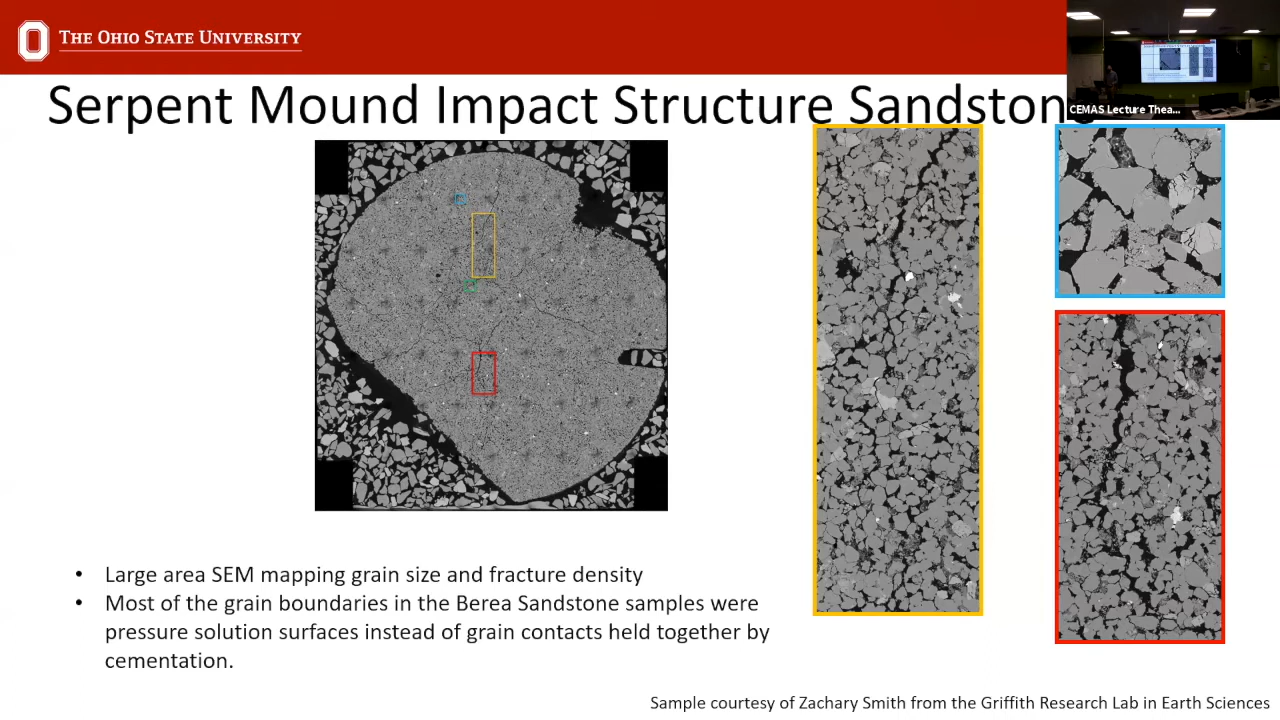 THE OHIO STATE UNIVERSITY
Serpent Mound Impact Structure Sandston
CEMAS Lecture Thea...
• Large area SEM mapping grain size and fracture density
• Most of the grain boundaries in the Berea Sandstone samples were
pressure solution surfaces instead of grain contacts held together by
cementation.
Sample courtesy of Zachary Smith from the Griffith Research Lab in Earth Sciences